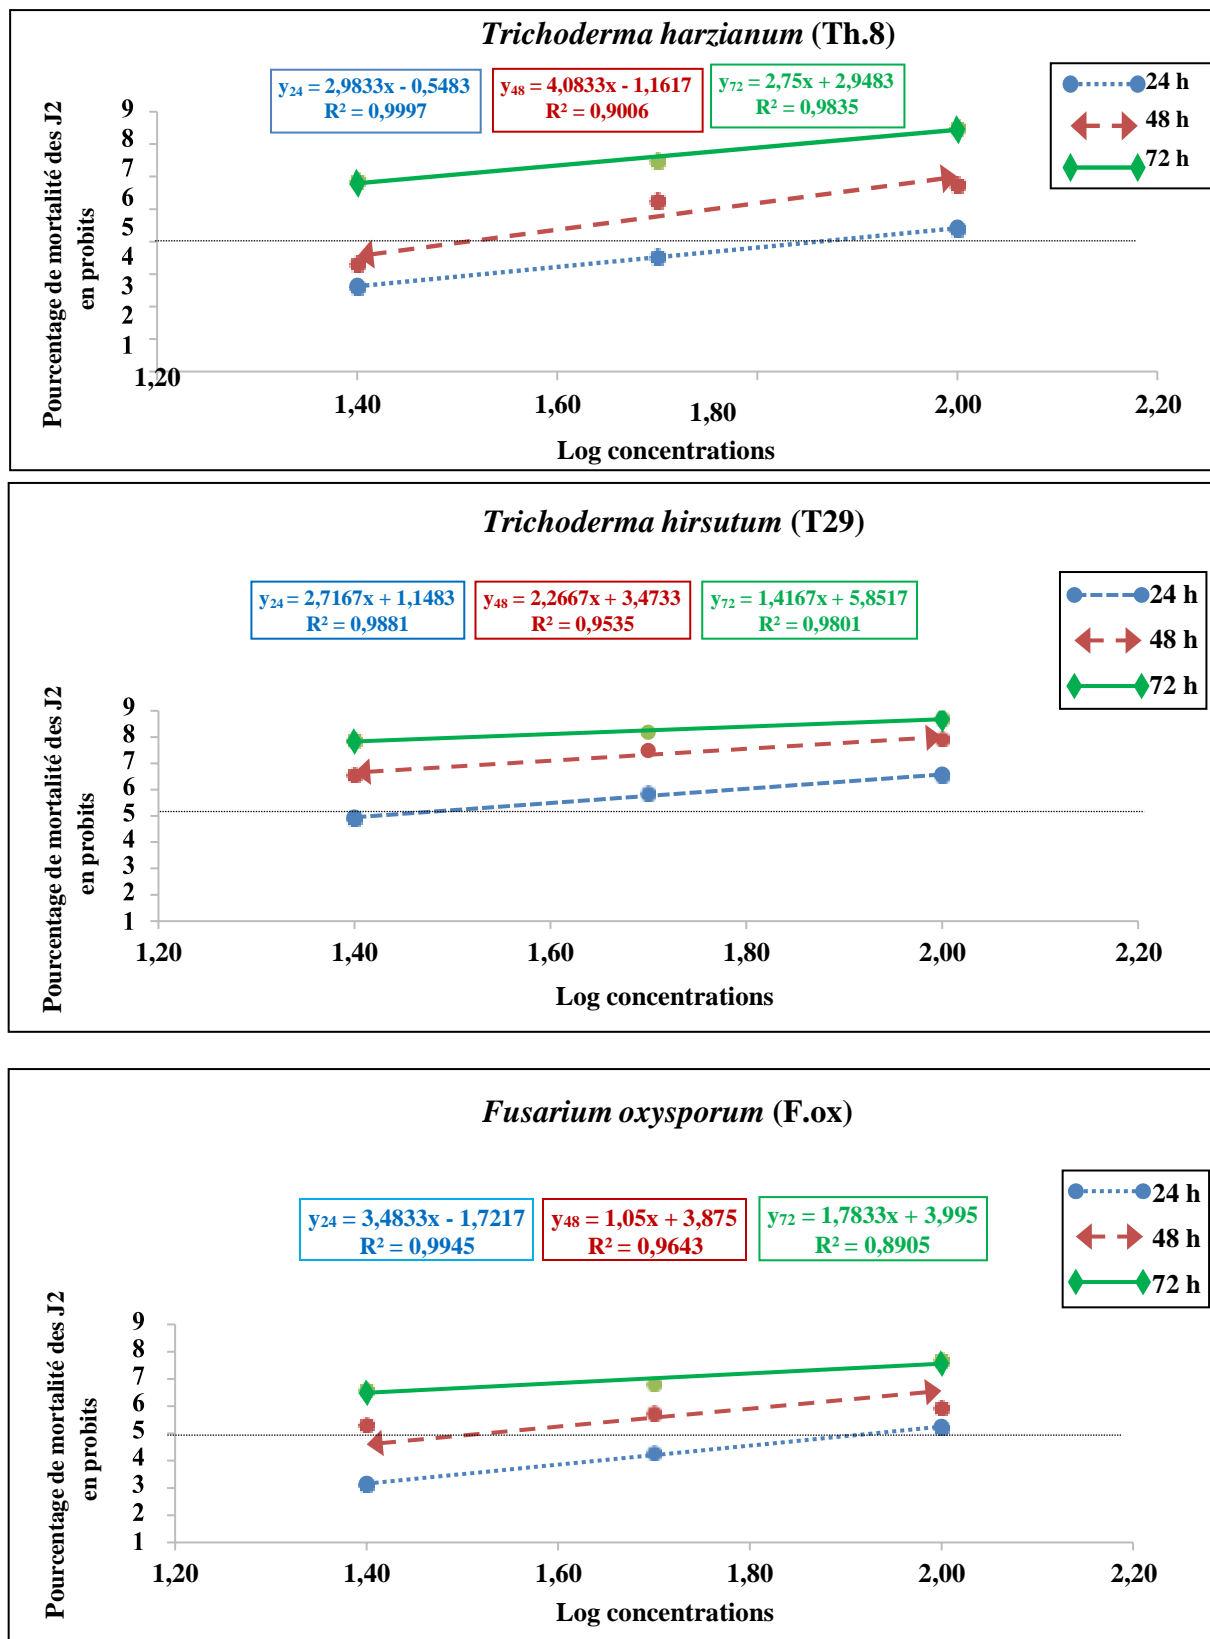 Trichoderma harzianum (Th.8)
y24 = 2,9833x - 0,5483
R² = 0,9997
y48 = 4,0833x - 1,1617
R² = 0,9006
y72 = 2,75x + 2,9483
R² = 0,9835
24 h
48 h
72 h
Pourcentage de mortalité des J2
en probits
9
8
7
6
5
4
3
2
1
1,20
1,40
1,60
1,80
2,00
2,20
Log concentrations
Trichoderma hirsutum (T29)
y24 = 2,7167x + 1,1483
R² = 0,9881
y48 = 2,2667x + 3,4733
R² = 0,9535
y72 = 1,4167x + 5,8517
R² = 0,9801
24 h
48 h
72 h
Pourcentage de mortalité des J2
en probits
9
8
7
6
5
4
3
2
1
1,20
1,40
1,60
1,80
2,00
2,20
Log concentrations
Fusarium oxysporum (F.ox)
y24 = 3,4833x - 1,7217
R² = 0,9945
y48 = 1,05x + 3,875
R² = 0,9643
y72 = 1,7833x + 3,995
R² = 0,8905
24 h
48 h
72 h
Pourcentage de mortalité des J2
en probits
9
8
7
6
5
4
3
2
1
1,20
1,40
1,60
1,80
2,00
2,20
Log concentrations